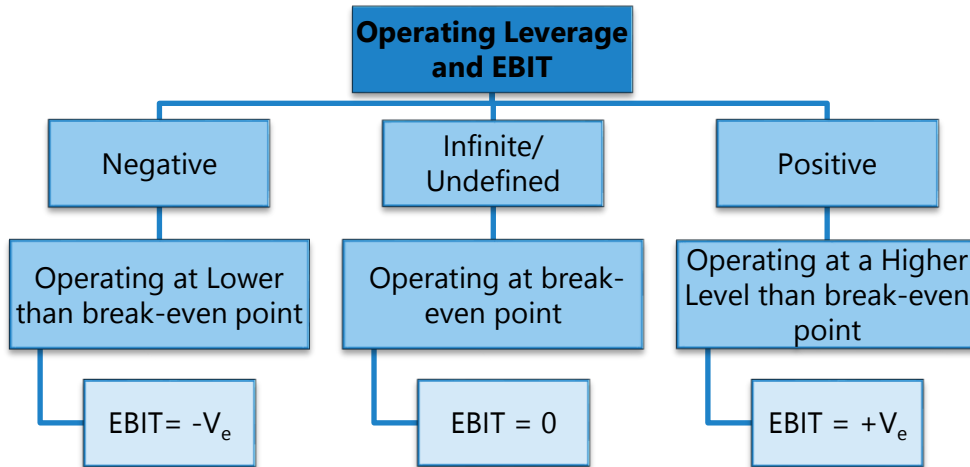 Operating Leverage
and EBIT
Negative
Infinite/
Undefined
Positive
Operating at Lower
than break-even point
Operating at break-
even point
Operating at a Higher
Level than break-even
point
EBIT= -Vₑ
EBIT = 0
EBIT = +Vₑ